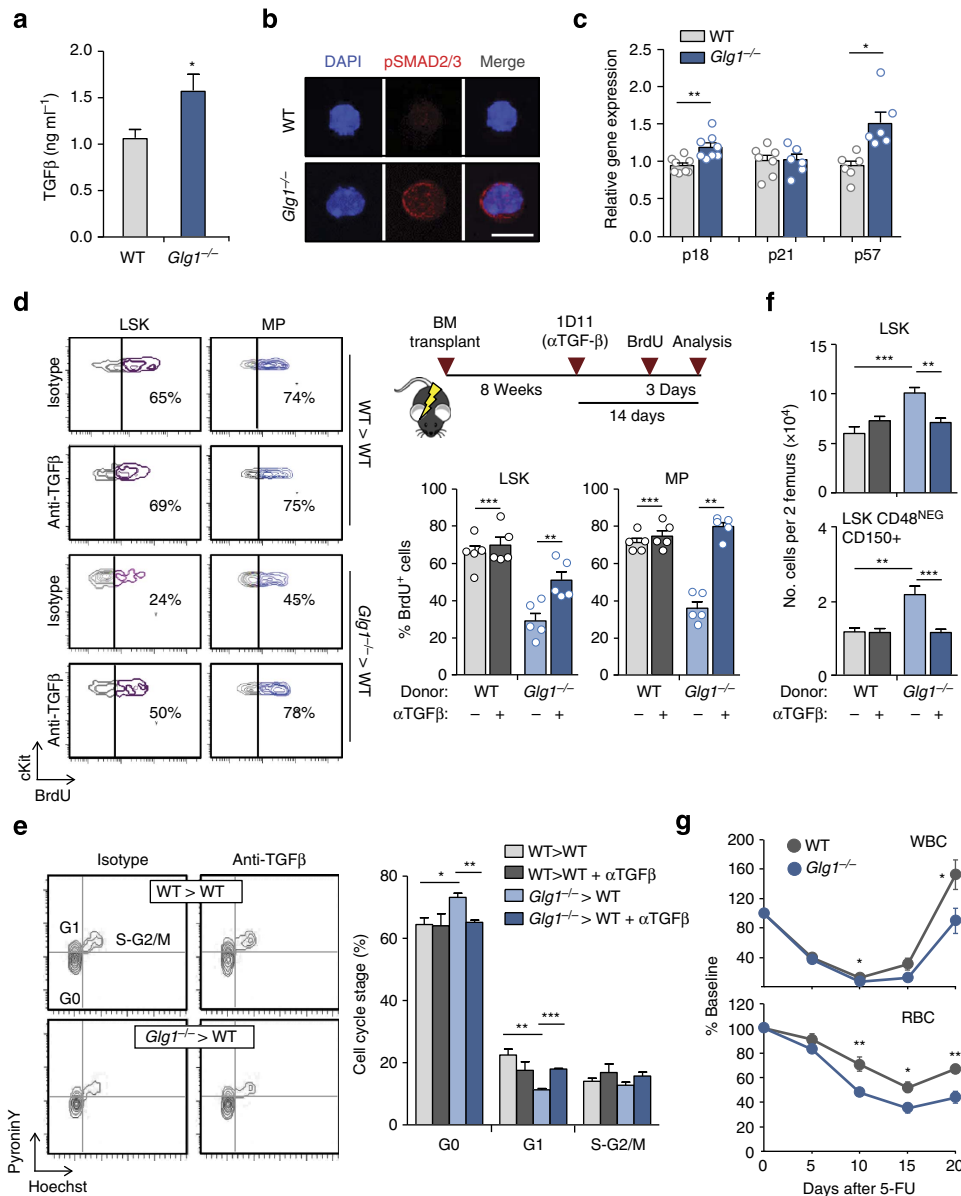 a
TGFβ (ng ml⁻¹)
2.0
1.5
1.0
0.5
0
*
WT
Glg1⁻/⁻
b
DAPI
pSMAD2/3
Merge
WT
Glg1⁻/⁻
c
WT
Glg1⁻/⁻
Relative gene expression
2.5
2.0
1.5
1.0
0.5
0
**
*
p18
p21
p57
d
LSK
MP
Isotype
65%
74%
Anti-TGFβ
69%
75%
WT > WT
Isotype
24%
45%
Anti-TGFβ
50%
78%
Glg1⁻/⁻ > WT
cKit
BrdU
BM transplant
1D11 (αTGF-β)
BrdU
Analysis
8 Weeks
3 Days
14 days
LSK
% BrdU⁺ cells
100
80
60
40
20
0
***
**
MP
100
80
60
40
20
0
***
**
Donor:
WT
Glg1⁻/⁻
WT
Glg1⁻/⁻
αTGFβ:
– + – +
– + – +
f
LSK
No. cells per 2 femurs (×10⁴)
15
10
5
***
**
LSK CD48ᴺᴱᴳ
CD150+
4
2
0
**
***
Donor:
WT
Glg1⁻/⁻
αTGFβ:
– + – +
e
Isotype
Anti-TGFβ
WT > WT
G1
S-G2/M
G0
Glg1⁻/⁻ > WT
PyroninY
Hoechst
Cell cycle stage (%)
100
80
60
40
20
0
*
**
**
***
WT>WT
WT>WT + αTGFβ
Glg1⁻/⁻ > WT
Glg1⁻/⁻ > WT + αTGFβ
G0
G1
S-G2/M
g
WT
Glg1⁻/⁻
WBC
200
160
120
80
40
0
*
*
% Baseline
RBC
120
100
80
60
40
20
0
**
*
**
0 5 10 15 20
Days after 5-FU